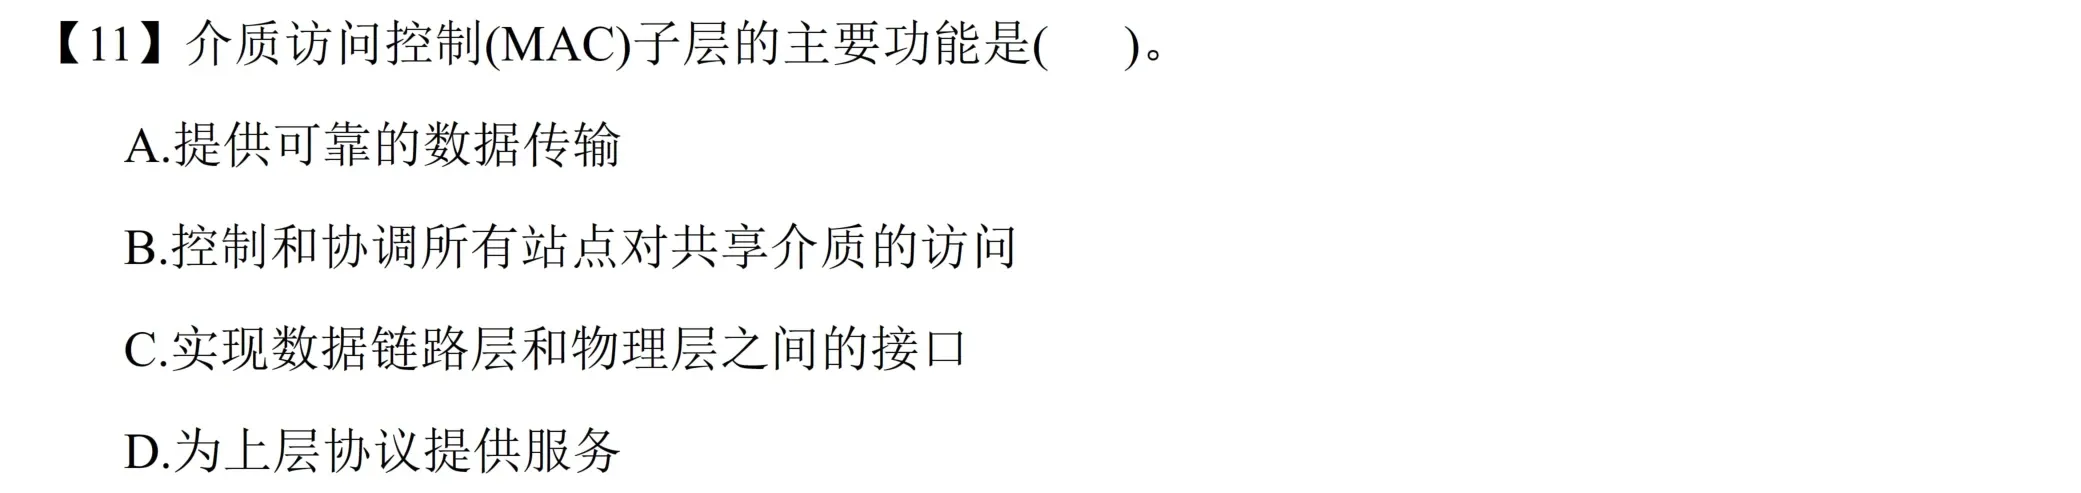 【11】介质访问控制(MAC)子层的主要功能是(    )。
A.提供可靠的数据传输
B.控制和协调所有站点对共享介质的访问
C.实现数据链路层和物理层之间的接口
D.为上层协议提供服务